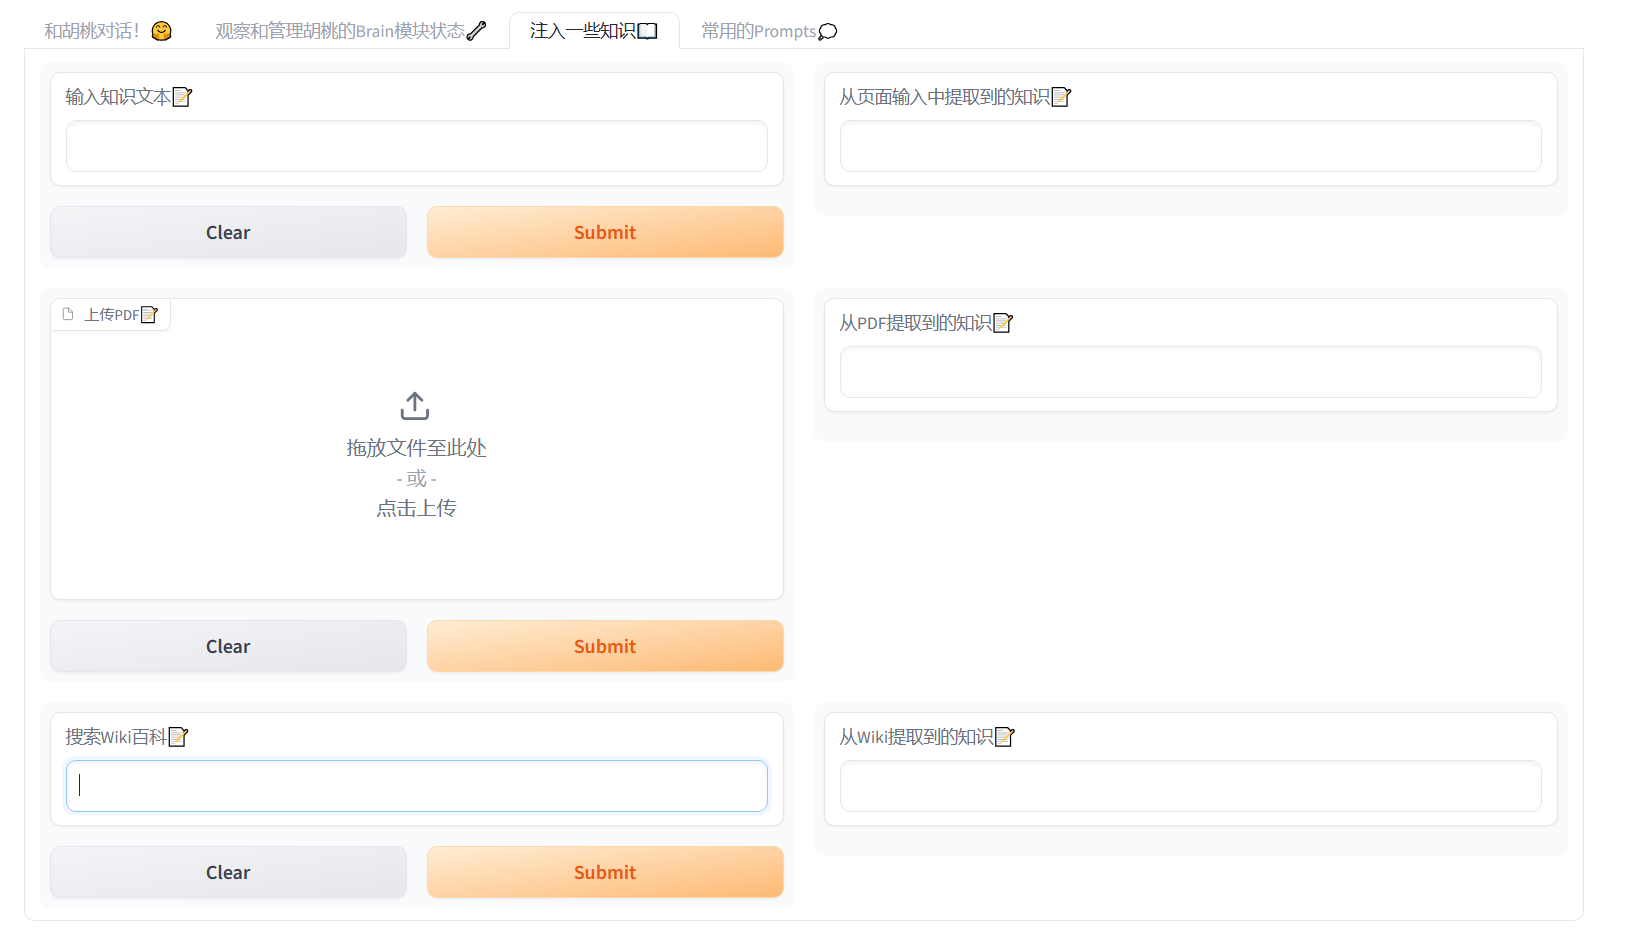 和胡桃对话！🤗
观察和管理胡桃的Brain模块状态🔧
注入一些知识📖
常用的Prompts💭
输入知识文本📝
从页面输入中提取到的知识📝
Clear
Submit
上传PDF📝
从PDF提取到的知识📝
拖放文件至此处
- 或 -
点击上传
Clear
Submit
搜索Wiki百科📝
从Wiki提取到的知识📝
Clear
Submit